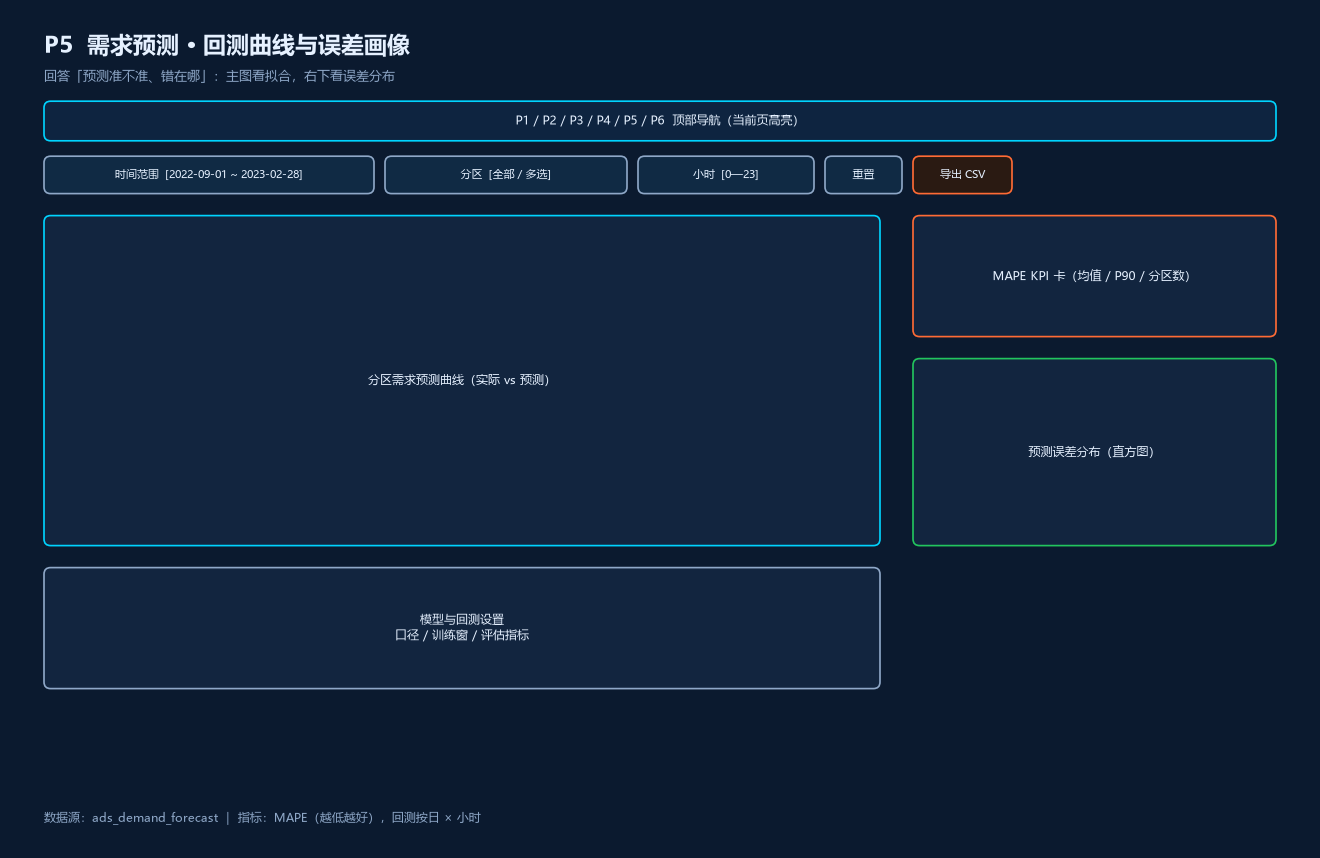 P5 需求预测 • 回测曲线与误差画像
回答「预测准不准、错在哪」：主图看拟合，右下看误差分布
P1 / P2 / P3 / P4 / P5 / P6 顶部导航（当前页高亮）
时间范围 [2022-09-01 ~ 2023-02-28]
分区 [全部 / 多选]
小时 [0—23]
重置
导出 CSV
MAPE KPI 卡（均值 / P90 / 分区数）
分区需求预测曲线（实际 vs 预测）
预测误差分布（直方图）
模型与回测设置
口径 / 训练窗 / 评估指标
数据源：ads_demand_forecast | 指标：MAPE（越低越好），回测按日 × 小时